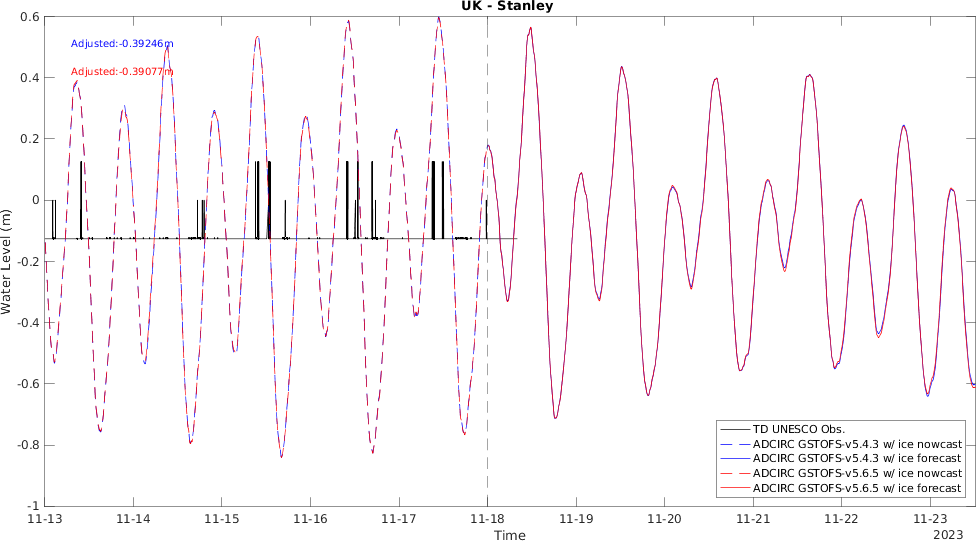 UK - Stanley
Adjusted:-0.39246m
Adjusted:-0.39077m
0.6
0.4
0.2
0
-0.2
-0.4
-0.6
-0.8
-1
Water Level (m)
TD UNESCO Obs.
ADCIRC GSTOFS-v5.4.3 w/ ice nowcast
ADCIRC GSTOFS-v5.4.3 w/ ice forecast
ADCIRC GSTOFS-v5.6.5 w/ ice nowcast
ADCIRC GSTOFS-v5.6.5 w/ ice forecast
11-13 11-14 11-15 11-16 11-17 11-18 11-19 11-20 11-21 11-22 11-23
Time
2023